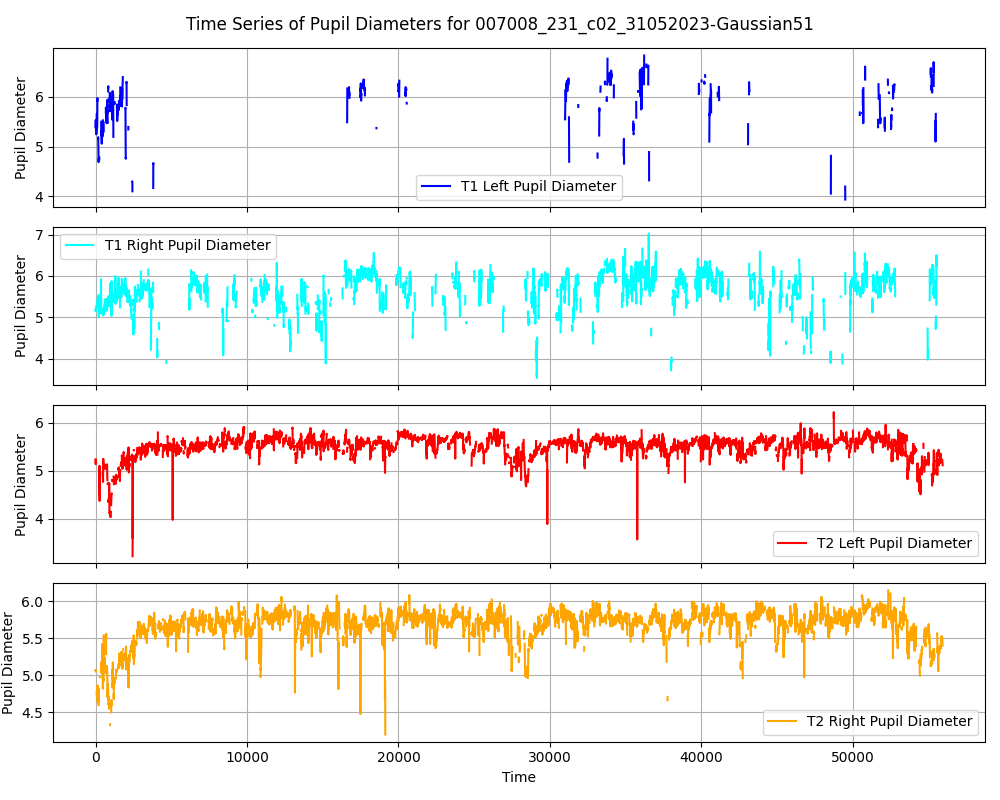 Time Series of Pupil Diameters for 007008_231_c02_31052023-Gaussian51
Pupil Diameter
6
5
4
T1 Left Pupil Diameter
Pupil Diameter
7
6
5
4
T1 Right Pupil Diameter
Pupil Diameter
6
5
4
T2 Left Pupil Diameter
Pupil Diameter
6.0
5.5
5.0
4.5
T2 Right Pupil Diameter
0 10000 20000 30000 40000 50000
Time